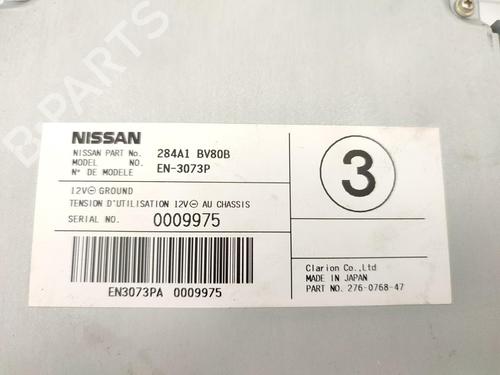 B-PARTS
NISSAN
NISSAN PART No. 284A1 BV80B
MODEL NO. EN-3073P
N° DE MODELE
12V⊖ GROUND
TENSION D'UTILISATION 12V⊖ AU CHASSIS
SERIAL NO. 0009975
EN3073PA 0009975
3
Clarion Co.,Ltd
MADE IN JAPAN
PART NO. 276-0768-47